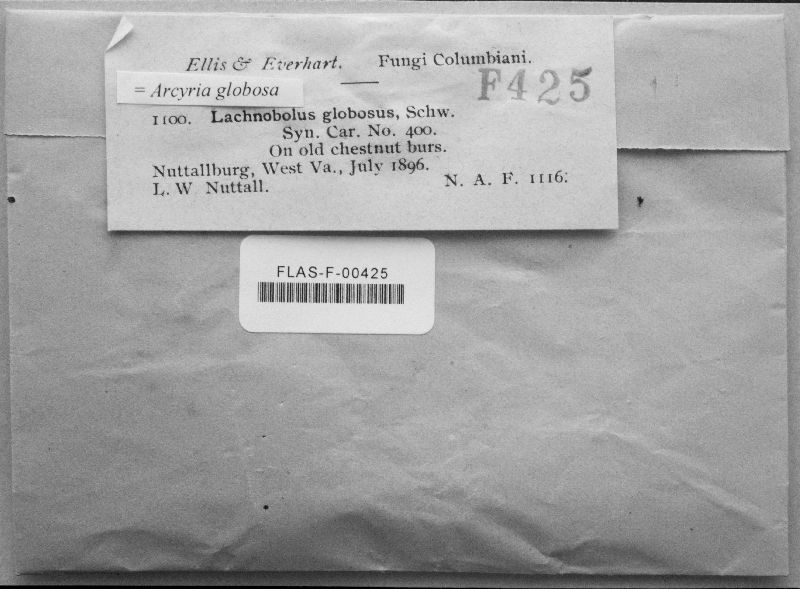 Ellis & Everhart. Fungi Columbiani.
F425
= Arcyria globosa
1100. Lachnobolus globosus, Schw.
Syn. Car. No. 400.
On old chestnut burs.
Nuttallburg, West Va., July 1896.
L. W Nuttall. N. A. F. 1116.
FLAS-F-00425